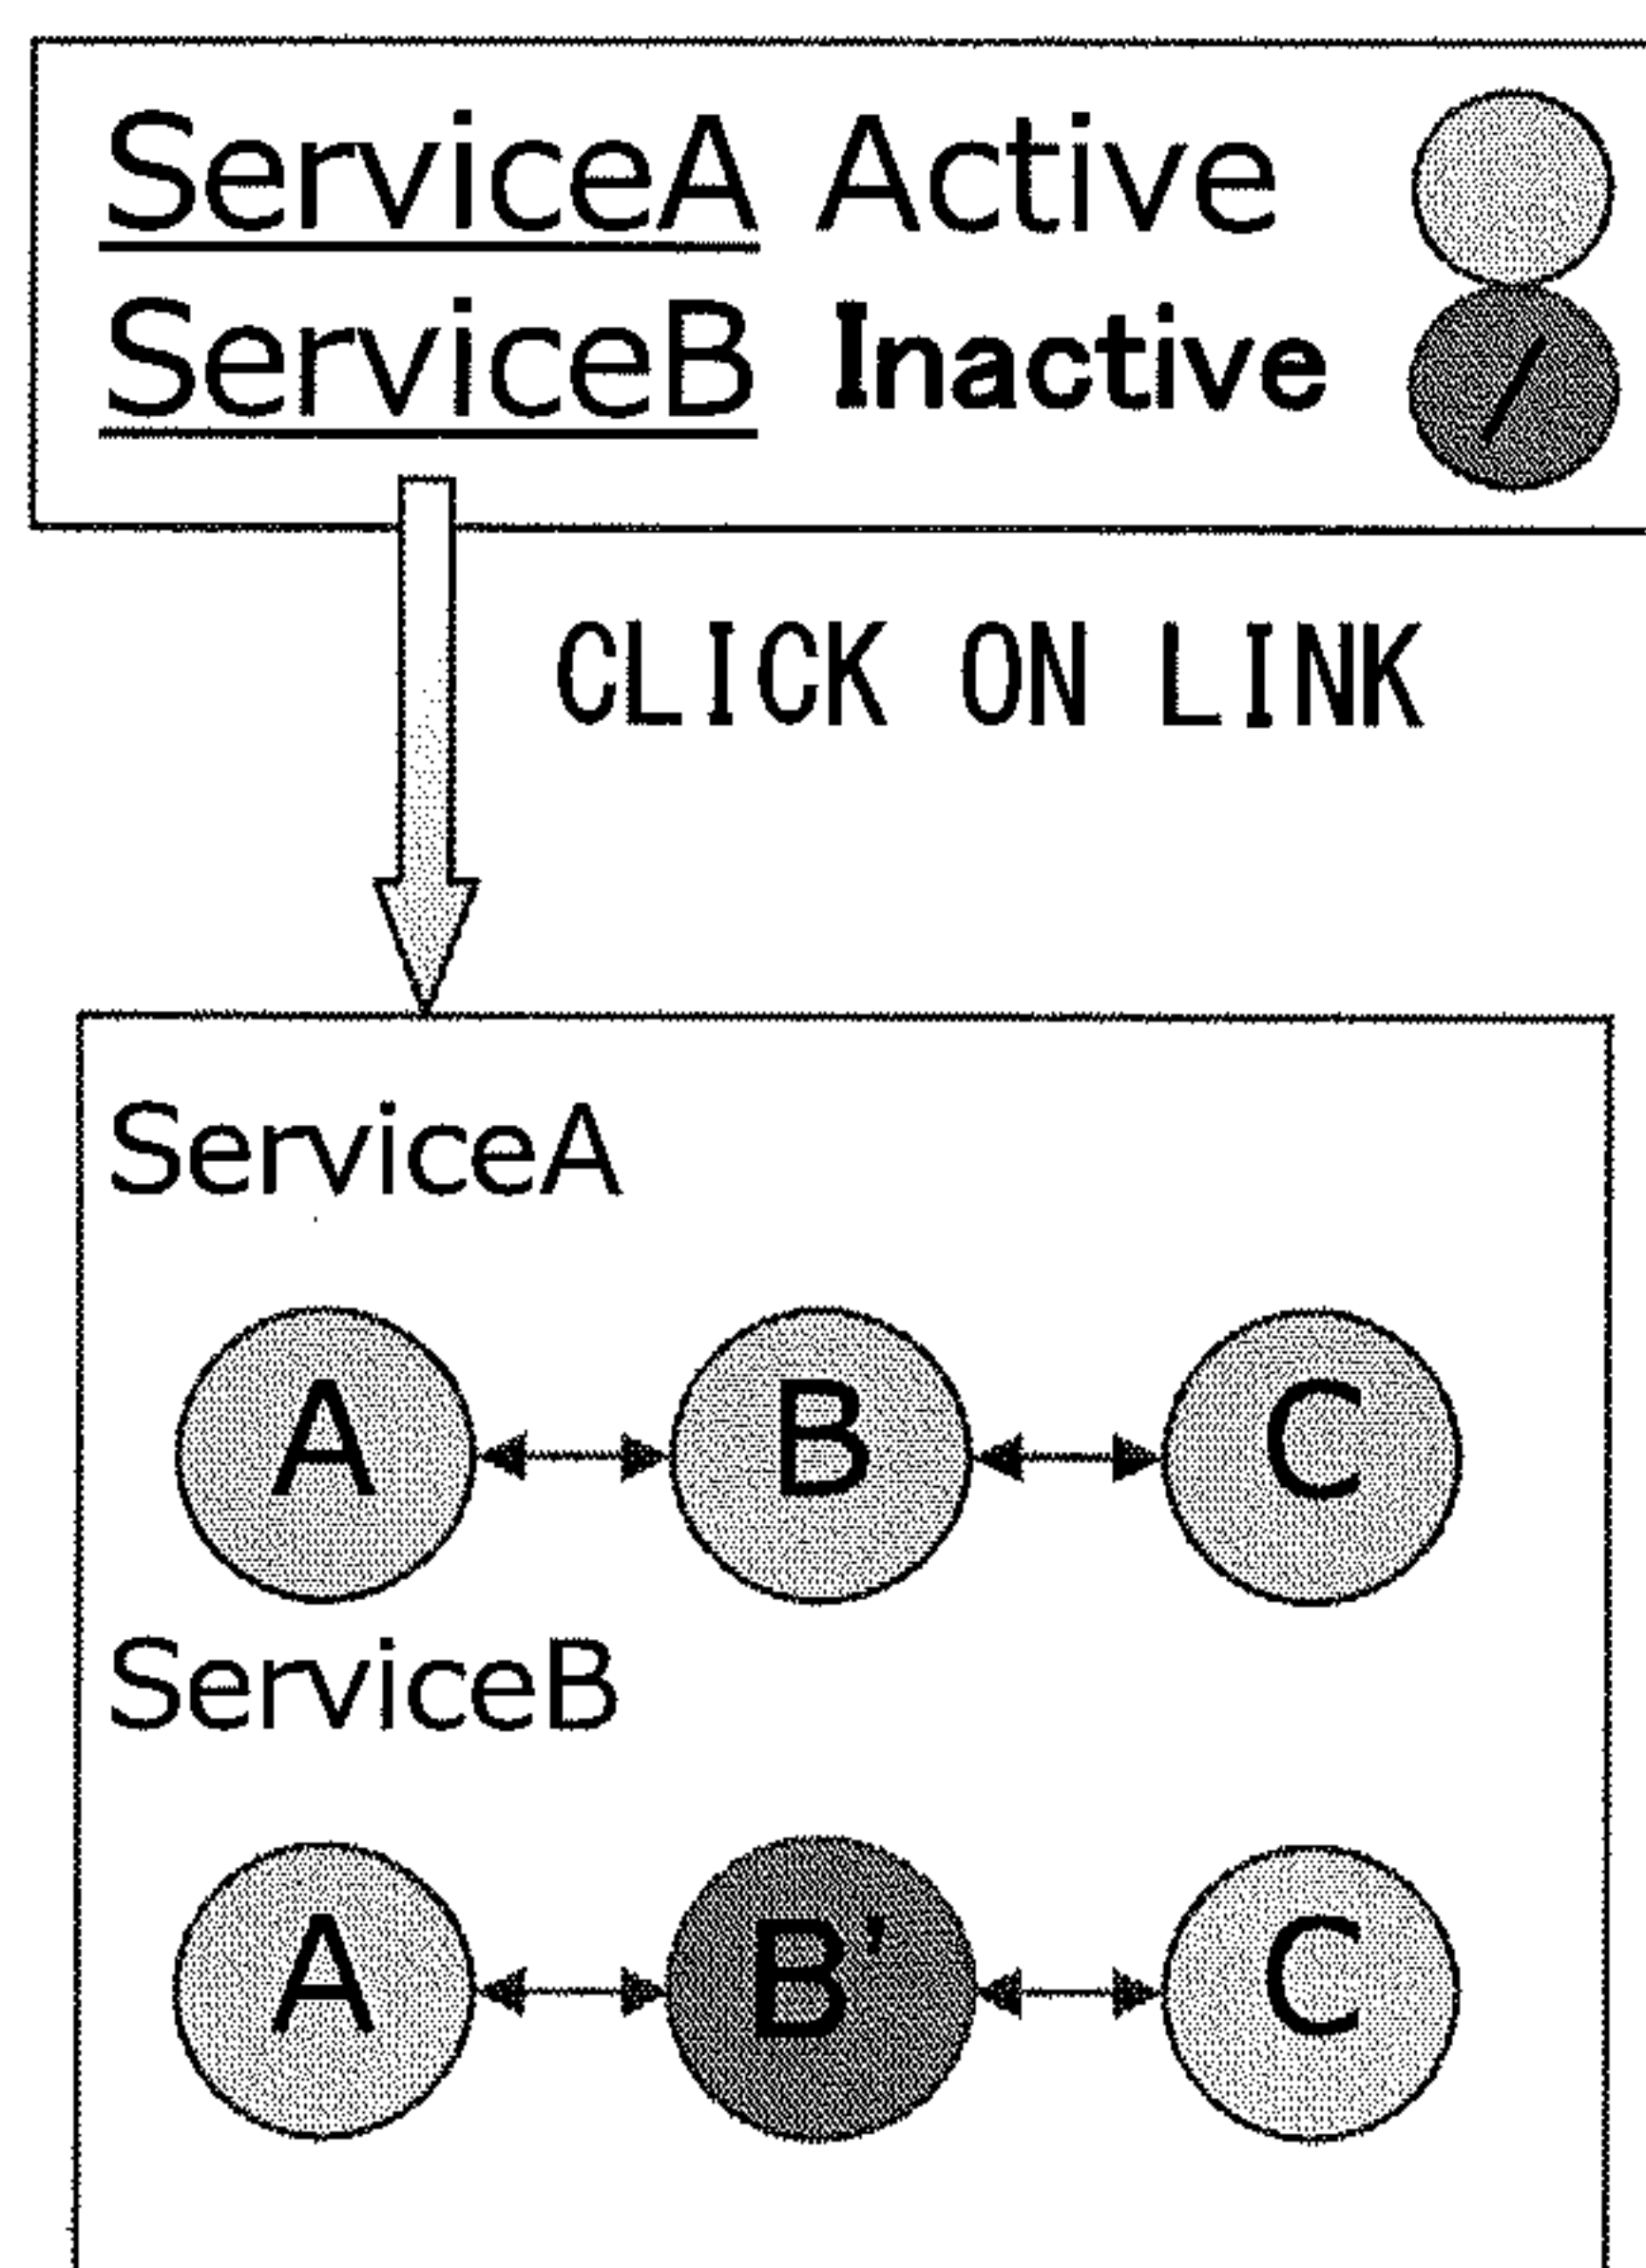 ServiceA Active
ServiceB Inactive
CLICK ON LINK
ServiceA
A B C
ServiceB
A B' C